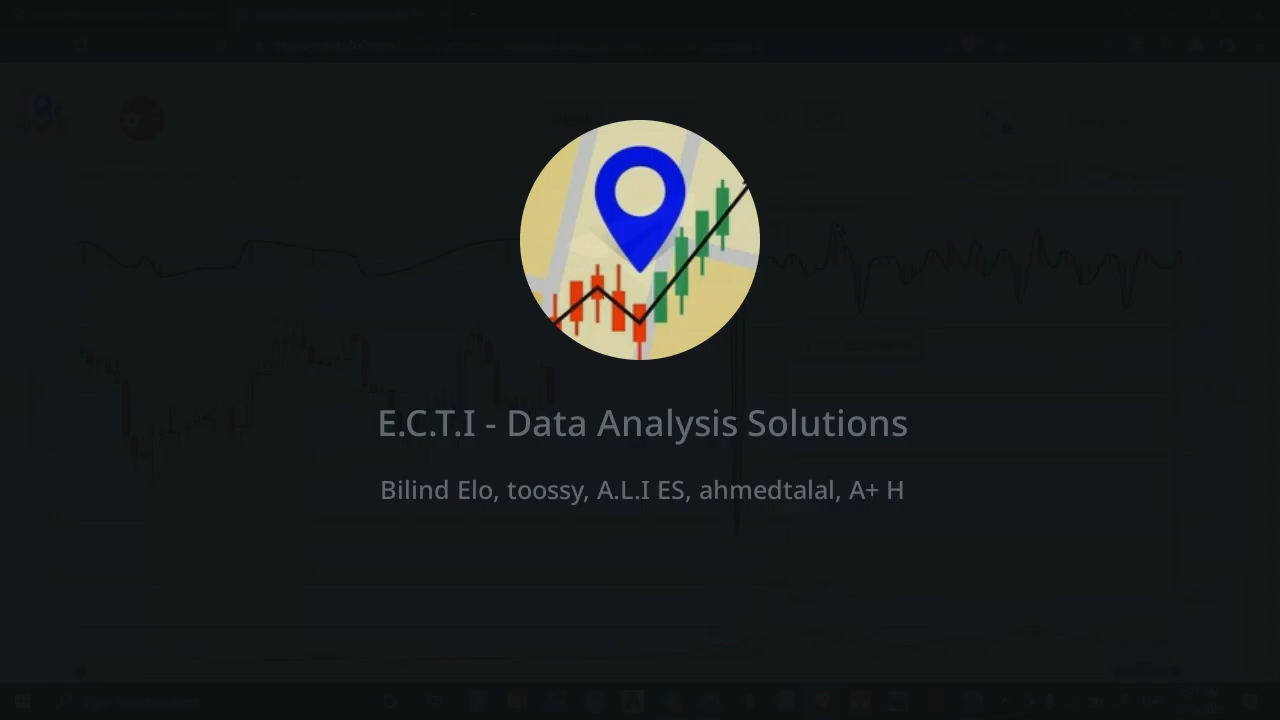 E.C.T.I - Data Analysis Solutions
Bilind Elo, toossy, A.L.I ES, ahmedtalal, A+ H